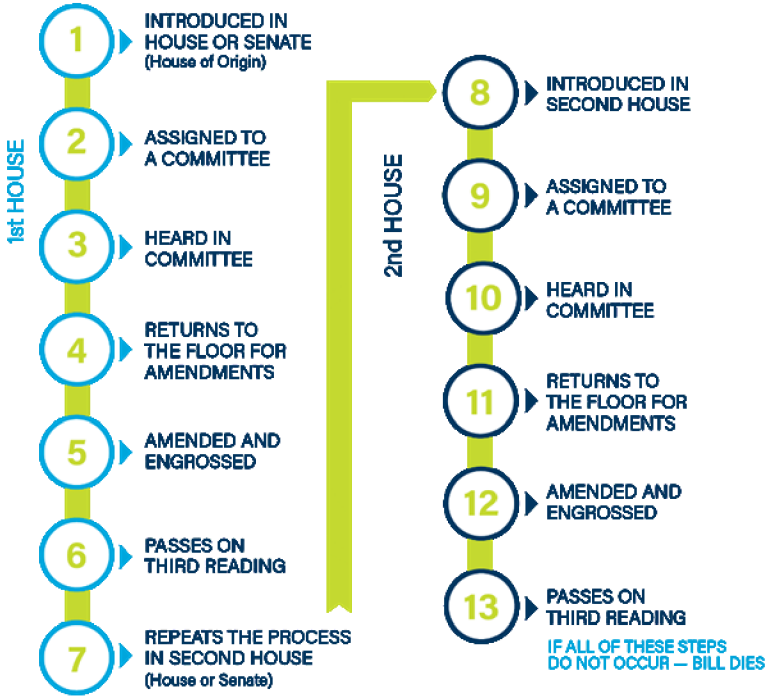 1st HOUSE
1
INTRODUCED IN
HOUSE OR SENATE
(House of Origin)
2
ASSIGNED TO
A COMMITTEE
3
HEARD IN
COMMITTEE
4
RETURNS TO
THE FLOOR FOR
AMENDMENTS
5
AMENDED AND
ENGROSSED
6
PASSES ON
THIRD READING
7
REPEATS THE PROCESS
IN SECOND HOUSE
(House or Senate)
2nd HOUSE
8
INTRODUCED IN
SECOND HOUSE
9
ASSIGNED TO
A COMMITTEE
10
HEARD IN
COMMITTEE
11
RETURNS TO
THE FLOOR FOR
AMENDMENTS
12
AMENDED AND
ENGROSSED
13
PASSES ON
THIRD READING
IF ALL OF THESE STEPS
DO NOT OCCUR — BILL DIES